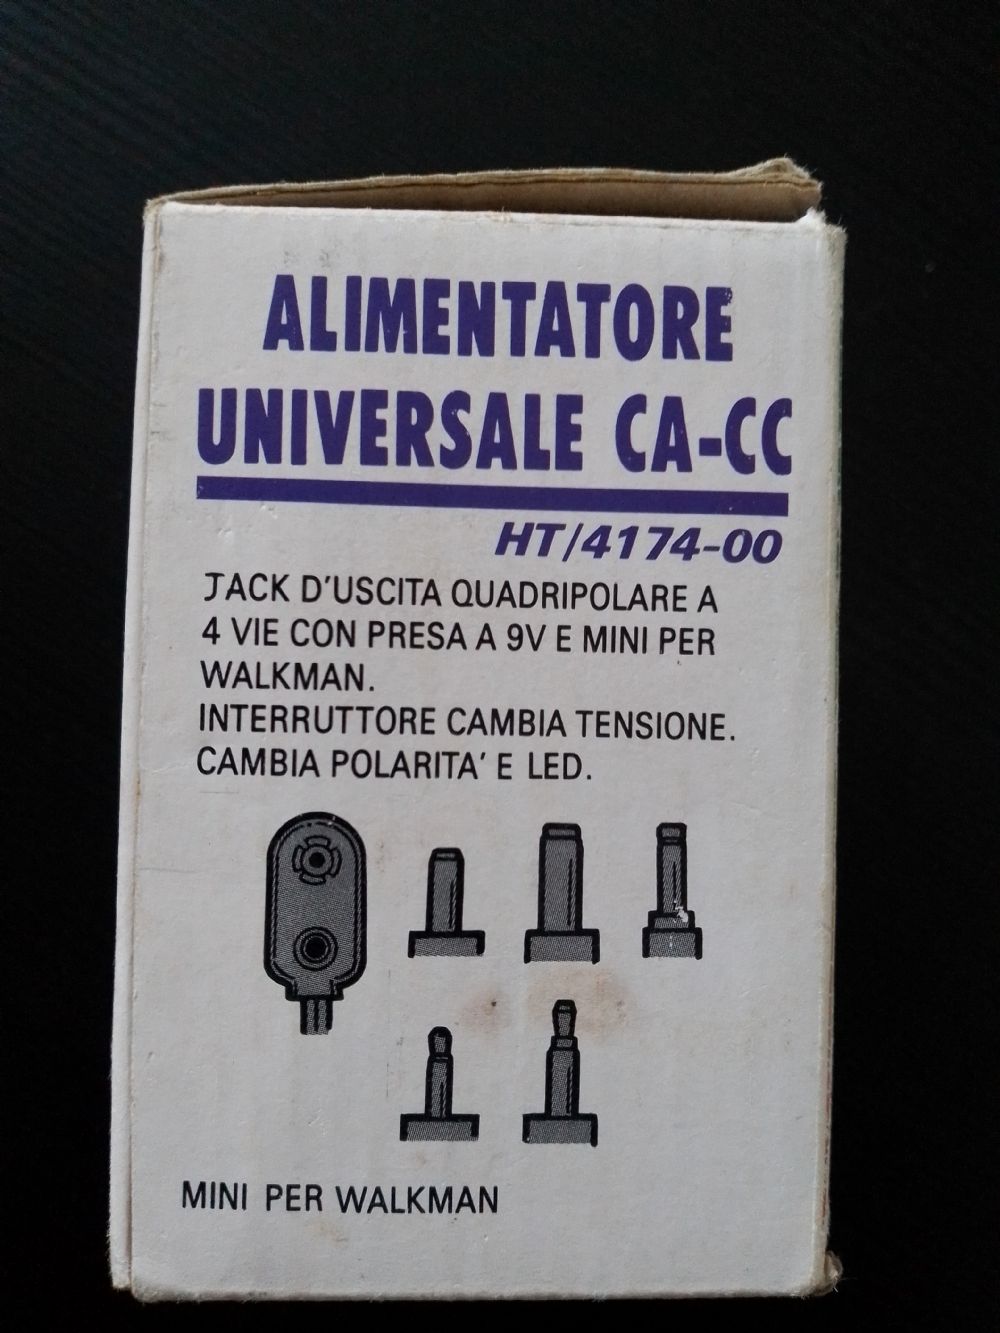 ALIMENTATORE
UNIVERSALE CA-CC
HT/4174-00
JACK D'USCITA QUADRIPOLARE A
4 VIE CON PRESA A 9V E MINI PER
WALKMAN.
INTERRUTTORE CAMBIA TENSIONE.
CAMBIA POLARITA' E LED.
MINI PER WALKMAN